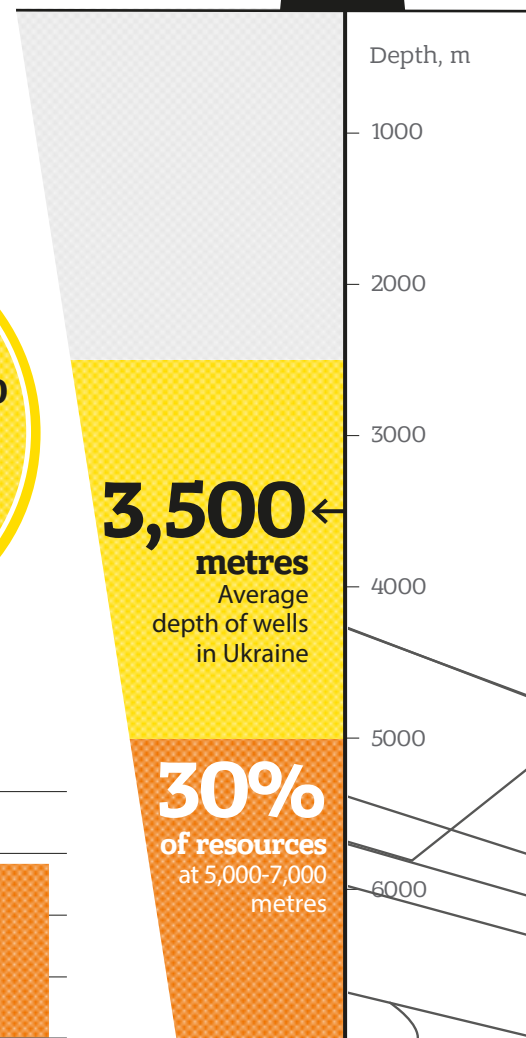 Depth, m
1000
2000
3000
3,500
metres
Average
depth of wells
in Ukraine
4000
5000
30%
of resources
at 5,000-7,000
metres
6000